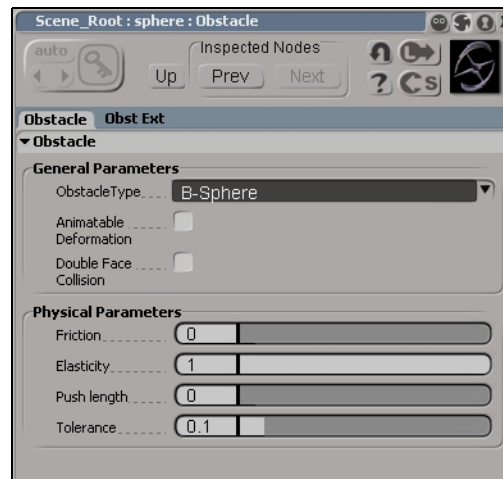 Scene_Root : sphere : Obstacle
auto
Inspected Nodes
Up Prev Next
? C S
Obstacle Obst Ext
Obstacle
General Parameters
ObstacleType B-Sphere
Animatable
Deformation
Double Face
Collision
Physical Parameters
Friction 0
Elasticity 1
Push length 0
Tolerance 0.1